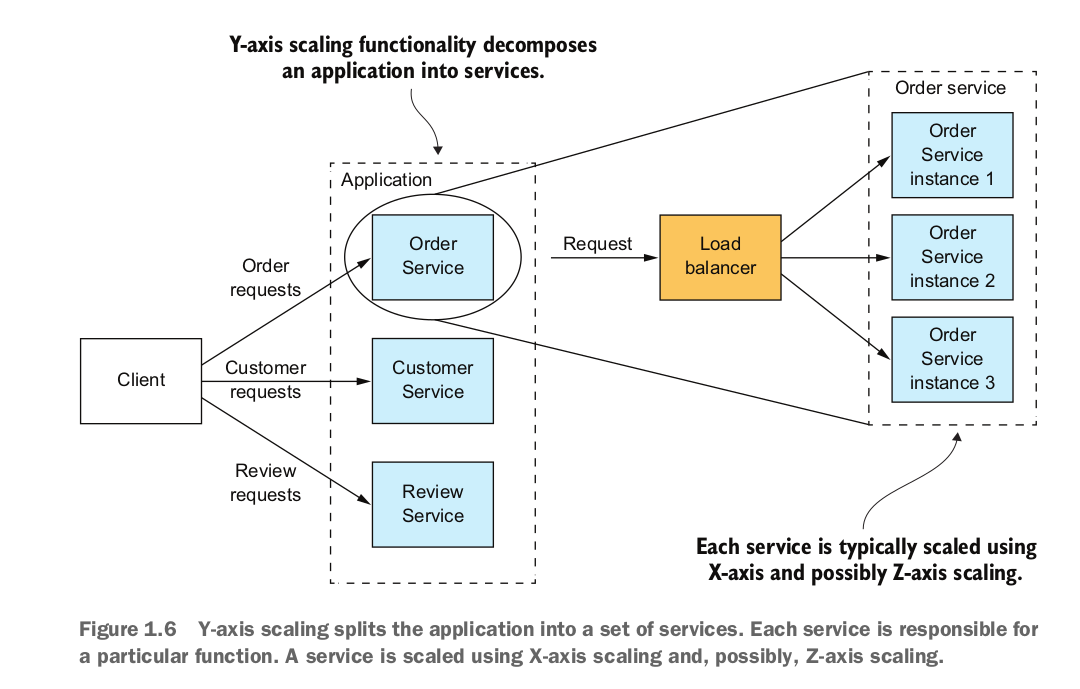 Y-axis scaling functionality decomposes
an application into services.
Application
Order
Service
Order
requests
Client
Customer
requests
Customer
Service
Review
requests
Review
Service
Request
Load
balancer
Order service
Order
Service
instance 1
Order
Service
instance 2
Order
Service
instance 3
Each service is typically scaled using
X-axis and possibly Z-axis scaling.
Figure 1.6 Y-axis scaling splits the application into a set of services. Each service is responsible for
a particular function. A service is scaled using X-axis scaling and, possibly, Z-axis scaling.